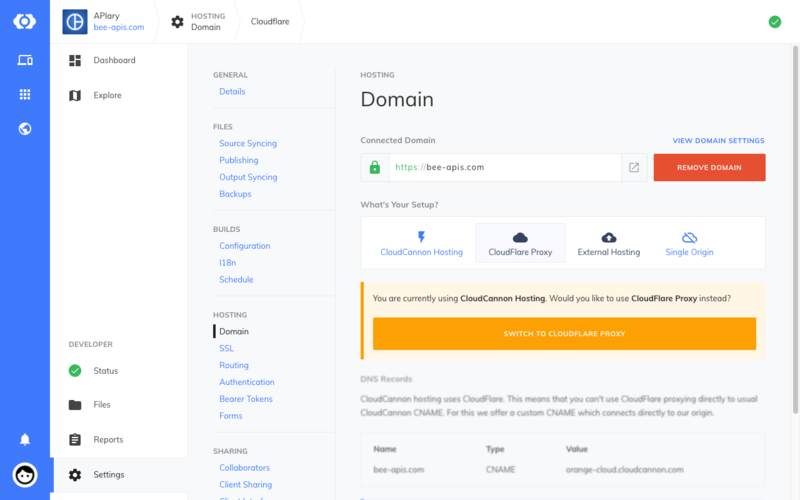 APIary
bee-apis.com
HOSTING
Domain
Cloudflare
Dashboard
Explore
DEVELOPER
Status
Files
Reports
Settings
GENERAL
Details
FILES
Source Syncing
Publishing
Output Syncing
Backups
BUILDS
Configuration
I18n
Schedule
HOSTING
Domain
SSL
Routing
Authentication
Bearer Tokens
Forms
SHARING
Collaborators
Client Sharing
HOSTING
Domain
Connected Domain
VIEW DOMAIN SETTINGS
https://bee-apis.com
REMOVE DOMAIN
What's Your Setup?
CloudCannon Hosting
CloudFlare Proxy
External Hosting
Single Origin
You are currently using CloudCannon Hosting. Would you like to use CloudFlare Proxy instead?
SWITCH TO CLOUDFLARE PROXY
DNS Records
CloudCannon hosting uses CloudFlare. This means that you can't use CloudFlare proxying directly to usual
CloudCannon CNAME. For this we offer a custom CNAME which connects directly to our origin.
Name Type Value
bee-apis.com CNAME orange-cloud.cloudcannon.com